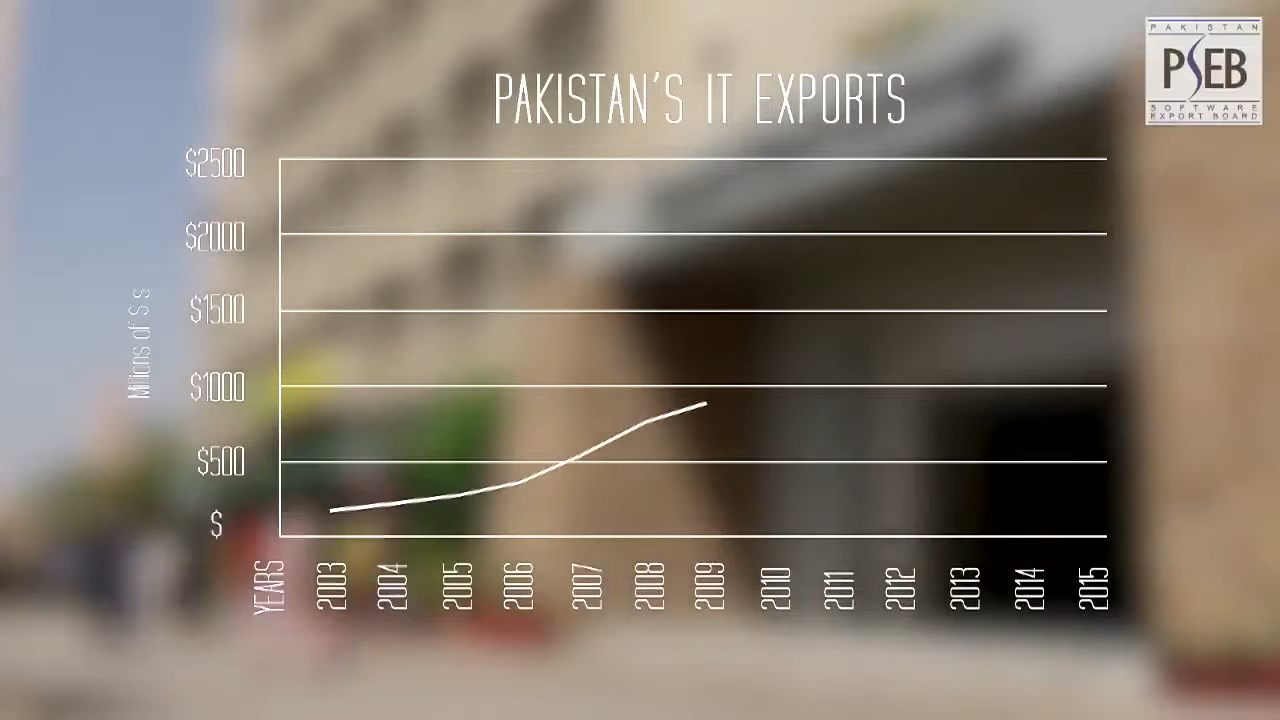 PAKISTAN
PSEB
SOFTWARE
EXPORT BOARD
PAKISTAN'S IT EXPORTS
$2500
$2000
$1500
$1000
$500
$
Millions of $ s
YEARS
2003
2004
2005
2006
2007
2008
2009
2010
2011
2012
2013
2014
2015